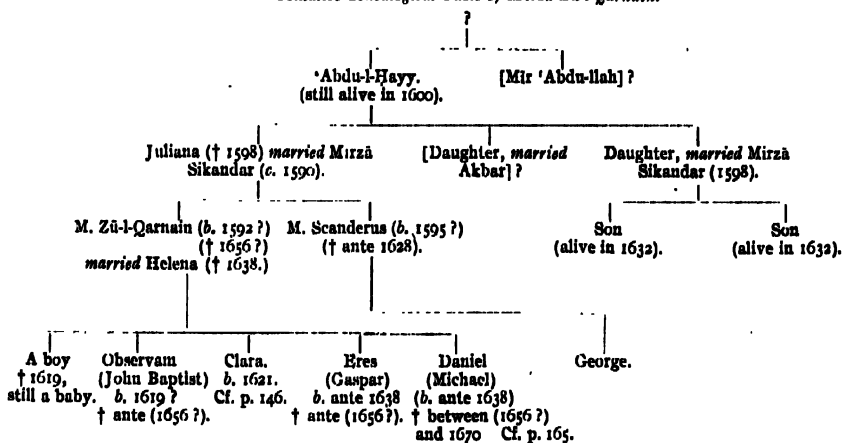 ?
'Abdu-l-Ḥayy. [Mīr 'Abdu-llah] ?
(still alive in 1600).
Juliana († 1598) married Mirzā [Daughter, married Daughter, married Mirzā
Sikandar (c. 1590). Akbar] ? Sikandar (1598).
M. Zū-l-Qarnain (b. 1592 ?) M. Scanderus (b. 1595 ?) Son Son
(† 1656 ?) († ante 1628). (alive in 1632). (alive in 1632).
married Helena († 1638.)
A boy Observam Clara. Eres Daniel George.
† 1619, (John Baptist) b. 1621. (Gaspar) (Michael)
still a baby. b. 1619 ? Cf. p. 146. b. ante 1638 (b. ante 1638)
† ante (1656 ?). † ante (1656 ?). † between (1656 ?)
and 1670 Cf. p. 165.